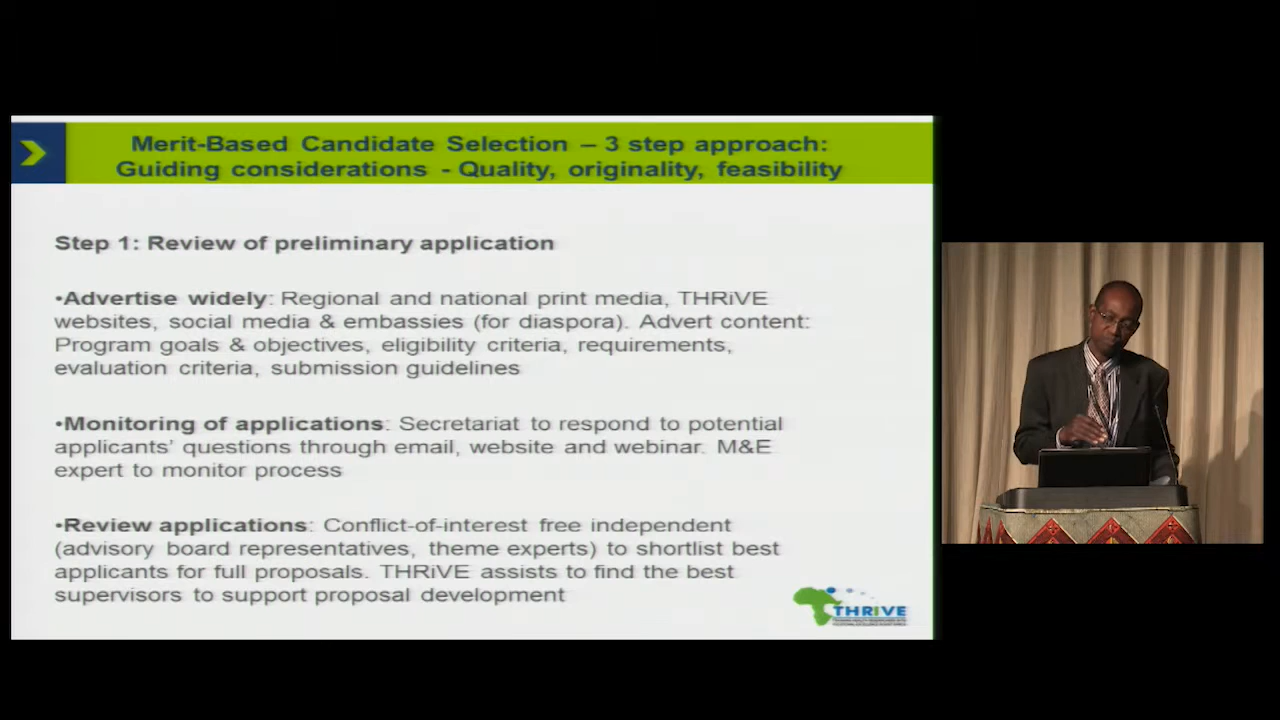 Merit-Based Candidate Selection – 3 step approach:
Guiding considerations - Quality, originality, feasibility
Step 1: Review of preliminary application
•Advertise widely: Regional and national print media, THRiVE
websites, social media & embassies (for diaspora). Advert content:
Program goals & objectives, eligibility criteria, requirements,
evaluation criteria, submission guidelines
•Monitoring of applications: Secretariat to respond to potential
applicants’ questions through email, website and webinar. M&E
expert to monitor process
•Review applications: Conflict-of-interest free independent
(advisory board representatives, theme experts) to shortlist best
applicants for full proposals. THRiVE assists to find the best
supervisors to support proposal development
THRiVE